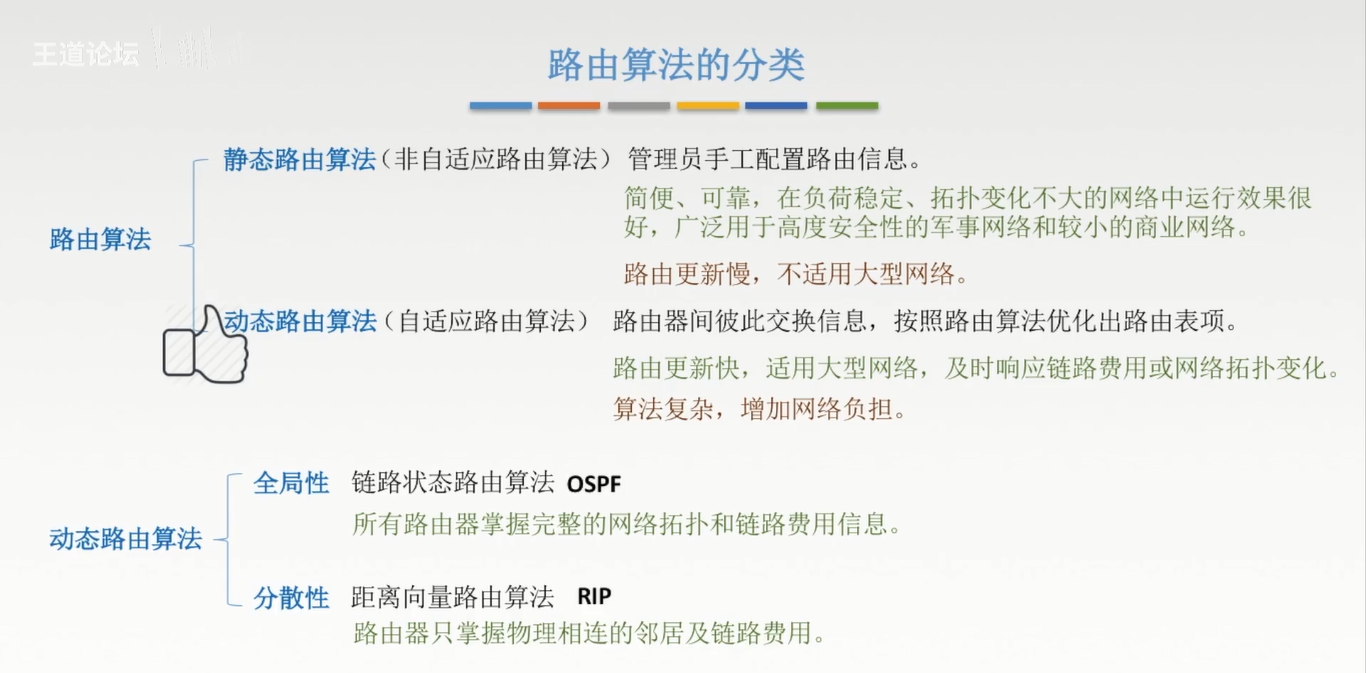 王道论坛
路由算法的分类
静态路由算法（非自适应路由算法） 管理员手工配置路由信息。
简便、可靠，在负荷稳定、拓扑变化不大的网络中运行效果很
好，广泛用于高度安全性的军事网络和较小的商业网络。
路由算法
路由更新慢，不适用大型网络。
动态路由算法（自适应路由算法） 路由器间彼此交换信息，按照路由算法优化出路由表项。
路由更新快，适用大型网络，及时响应链路费用或网络拓扑变化。
算法复杂，增加网络负担。
全局性 链路状态路由算法 OSPF
所有路由器掌握完整的网络拓扑和链路费用信息。
动态路由算法
分散性 距离向量路由算法 RIP
路由器只掌握物理相连的邻居及链路费用。